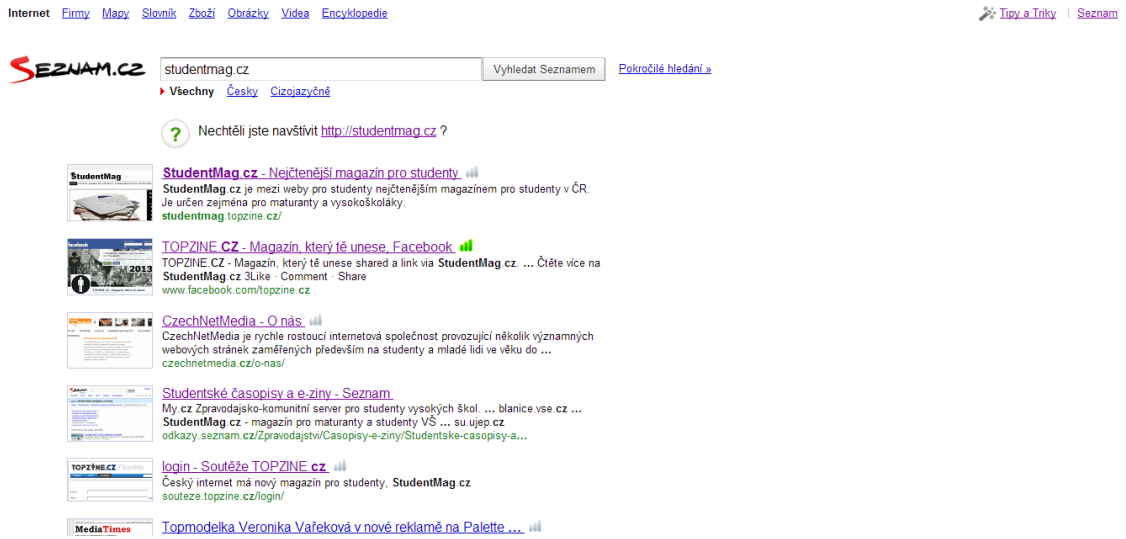 Internet Firmy Mapy Slovník Zboží Obrázky Videa Encyklopedie Tipy a Triky | Seznam
SEZNAM.CZ studentmag.cz Vyhledat Seznamem Pokročilé hledání »
Všechny Česky Cizojazyčně
? Nechtěli jste navštívit http://studentmag.cz ?
StudentMag
StudentMag.cz - Nejčtenější magazín pro studenty
StudentMag.cz je mezi weby pro studenty nejčtenějším magazínem pro studenty v ČR.
Je určen zejména pro maturanty a vysokoškoláky.
studentmag.topzine.cz/
facebook
2013
TOPZINE.CZ - Magazín, který tě unese, Facebook
TOPZINE.CZ - Magazín, který tě unese shared a link via StudentMag.cz. ... Čtěte více na
StudentMag.cz 3Like · Comment · Share
www.facebook.com/topzine.cz
CzechNetMedia - O nás
CzechNetMedia je rychle rostoucí internetová společnost provozující několik významných
webových stránek zaměřených především na studenty a mladé lidi ve věku do ...
czechnetmedia.cz/o-nas/
Studentské časopisy a e-ziny - Seznam
My.cz Zpravodajsko-komunitní server pro studenty vysokých škol. ... blanice.vse.cz ...
StudentMag.cz - magazín pro maturanty a studenty VŠ ... su.ujep.cz
odkazy.seznam.cz/Zpravodajstvi/Casopisy-e-ziny/Studentske-casopisy-a...
TOPZINE.CZ / Soutěže
login - Soutěže TOPZINE.cz
Český internet má nový magazín pro studenty, StudentMag.cz
souteze.topzine.cz/login/
MediaTimes
Topmodelka Veronika Vařeková v nové reklamě na Palette ...